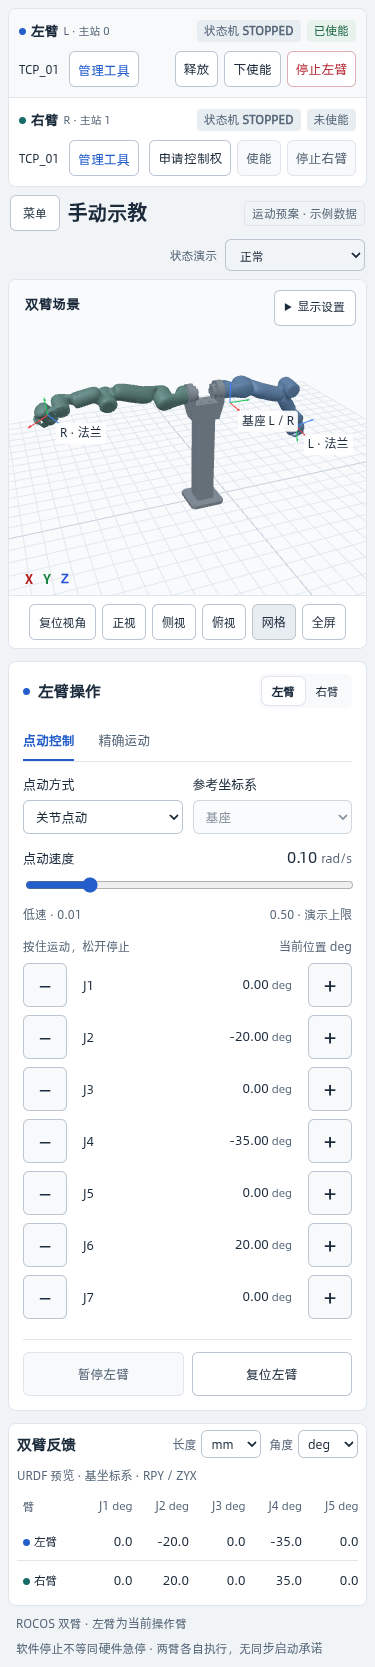 左臂 L · 主站 0 状态机 STOPPED 已使能
TCP_01 管理工具 释放 下使能 停止左臂
右臂 R · 主站 1 状态机 STOPPED 未使能
TCP_01 管理工具 申请控制权 使能 停止右臂
菜单 手动示教 运动预案 · 示例数据
状态演示 正常
双臂场景 ▶ 显示设置
R · 法兰
基座 L / R
L · 法兰
X Y Z
复位视角 正视 侧视 俯视 网格 全屏
左臂操作 左臂 右臂
点动控制 精确运动
点动方式 参考坐标系
关节点动 基座
点动速度 0.10 rad/s
低速 · 0.01 0.50 · 演示上限
按住运动，松开停止 当前位置 deg
− J1 0.00 deg +
− J2 -20.00 deg +
− J3 0.00 deg +
− J4 -35.00 deg +
− J5 0.00 deg +
− J6 20.00 deg +
− J7 0.00 deg +
暂停左臂 复位左臂
双臂反馈 长度 mm 角度 deg
URDF 预览 · 基坐标系 · RPY / ZYX
臂 J1 deg J2 deg J3 deg J4 deg J5 deg
左臂 0.0 -20.0 0.0 -35.0 0.0
右臂 0.0 20.0 0.0 35.0 0.0
ROCOS 双臂 · 左臂为当前操作臂
软件停止不等同硬件急停 · 两臂各自执行，无同步启动承诺